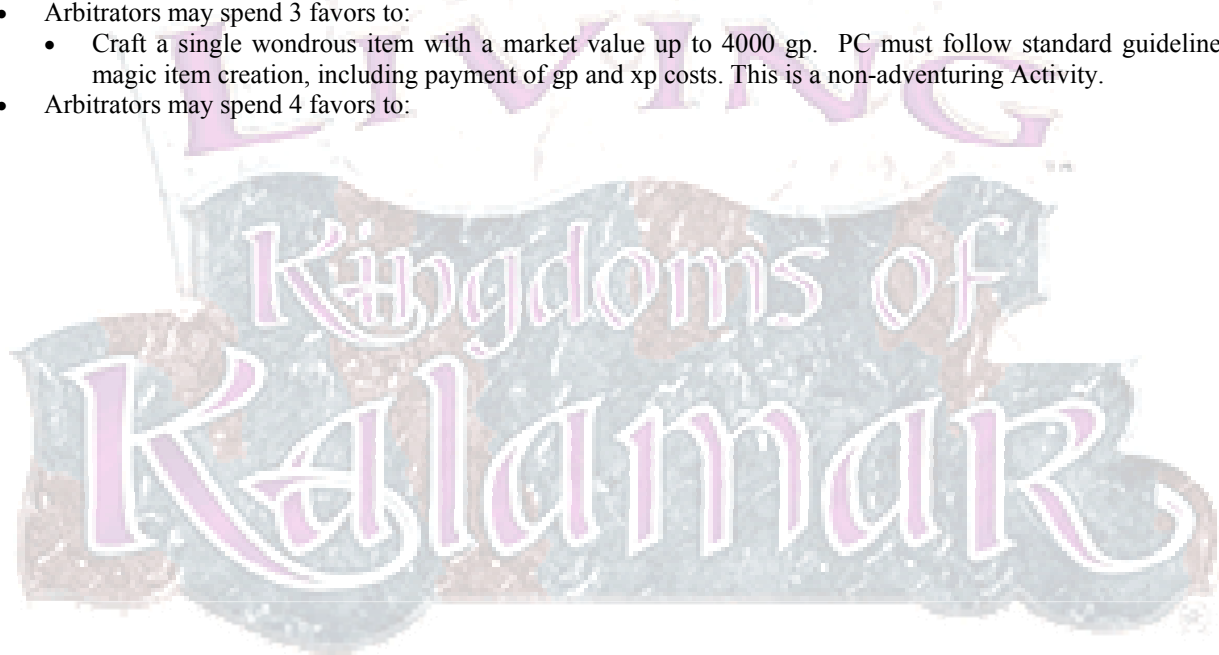 • Arbitrators may spend 3 favors to:
• Craft a single wondrous item with a market value up to 4000 gp. PC must follow standard guideline
magic item creation, including payment of gp and xp costs. This is a non-adventuring Activity.
• Arbitrators may spend 4 favors to:
LIVING
™
Kingdoms of
Kalamar
®